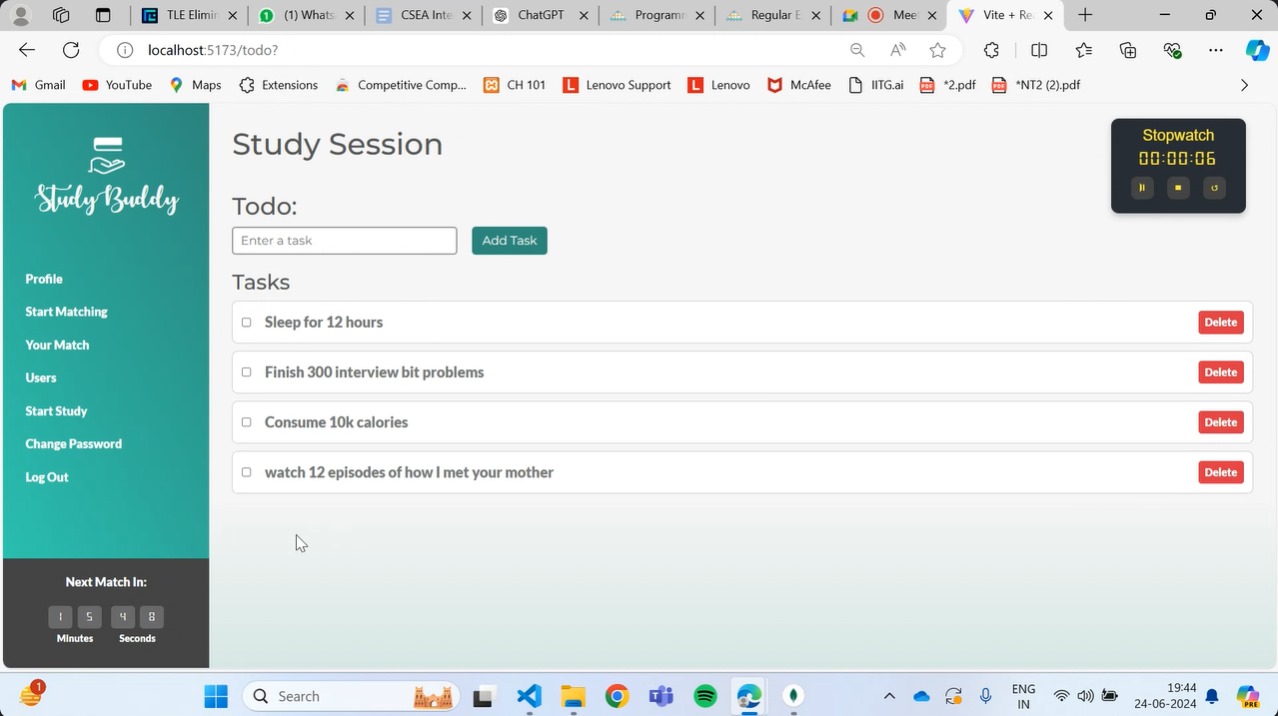 TLE Elimin
(1) Whats
CSEA Inte
ChatGPT
Programm
Regular E
Mee
Vite + Re
localhost:5173/todo?
Gmail
YouTube
Maps
Extensions
Competitive Comp...
CH 101
Lenovo Support
Lenovo
McAfee
IITG.ai
*2.pdf
*NT2 (2).pdf
Study Buddy
Profile
Start Matching
Your Match
Users
Start Study
Change Password
Log Out
Next Match In:
1 5 4 8
Minutes Seconds
Study Session
Todo:
Enter a task
Add Task
Tasks
Sleep for 12 hours Delete
Finish 300 interview bit problems Delete
Consume 10k calories Delete
watch 12 episodes of how I met your mother Delete
Stopwatch
00:00:06
1
Search
ENG
IN
19:44
24-06-2024
PRE